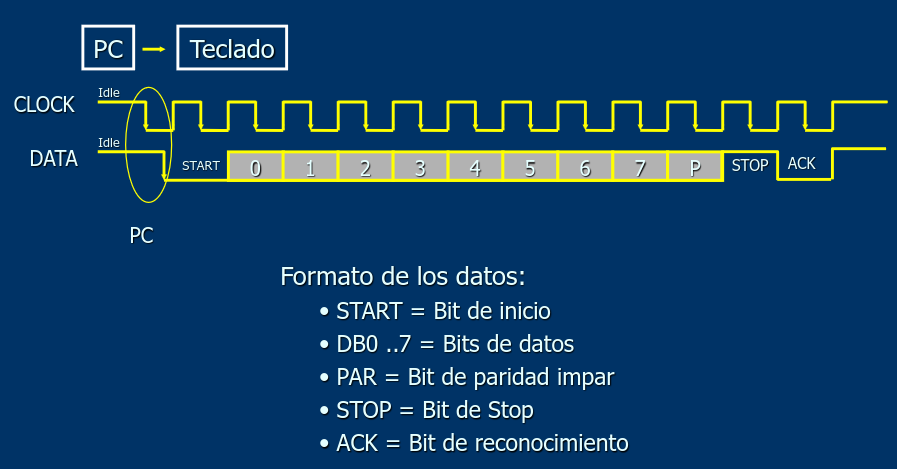 PC Teclado
Idle
CLOCK
Idle
DATA
START 0 1 2 3 4 5 6 7 P STOP ACK
PC
Formato de los datos:
• START = Bit de inicio
• DB0 ..7 = Bits de datos
• PAR = Bit de paridad impar
• STOP = Bit de Stop
• ACK = Bit de reconocimiento